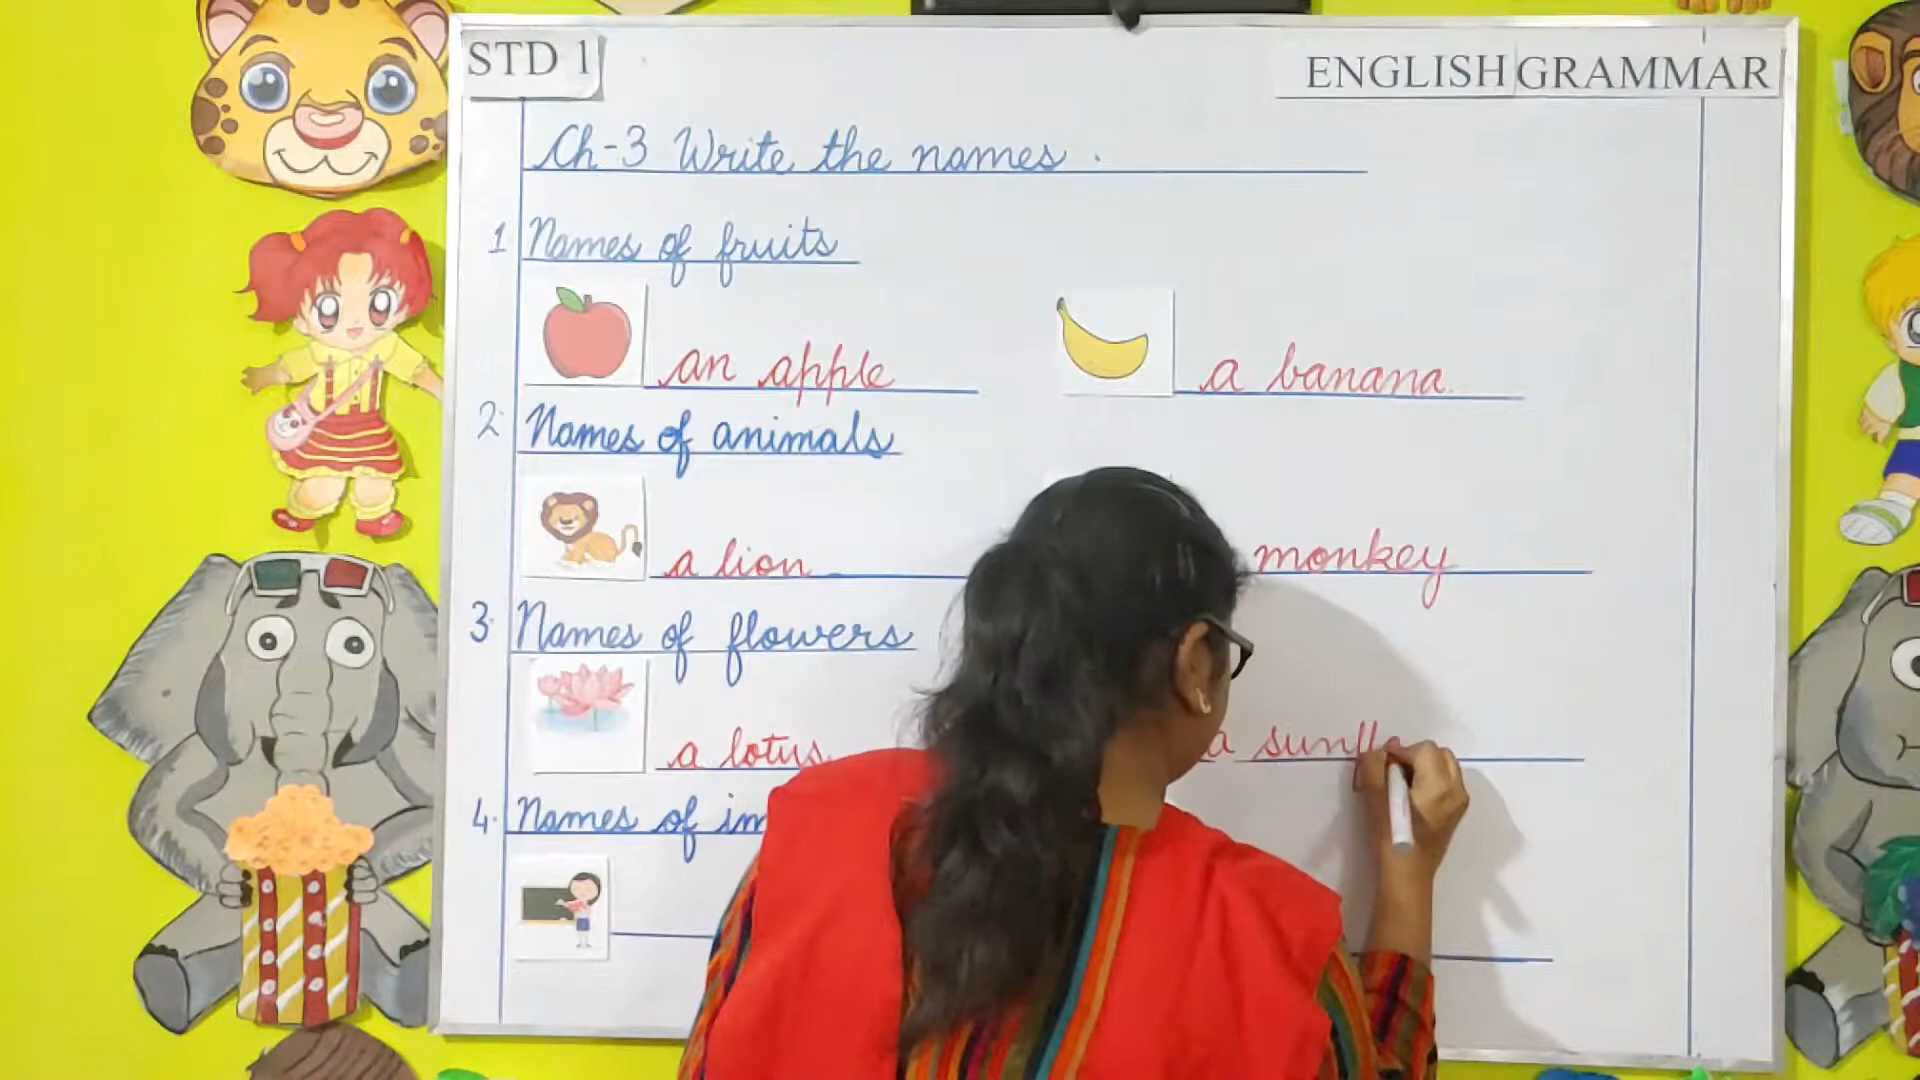 STD 1
ENGLISH GRAMMAR
Ch-3 Write the names.
1 Names of fruits
an apple
a banana.
2. Names of animals
a lion
monkey
3. Names of flowers
a lotus
a sunflo
4. Names of